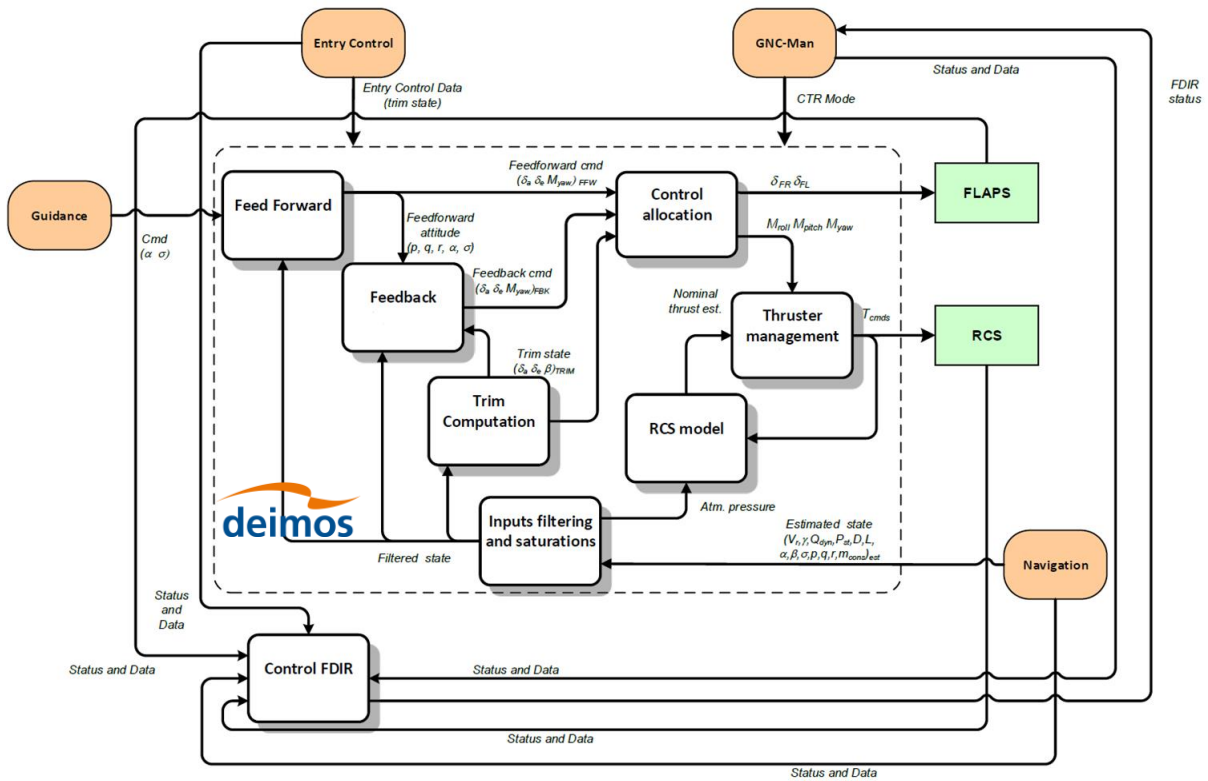 Entry Control
GNC-Man
Status and Data
FDIR
status
Entry Control Data
(trim state)
CTR Mode
Guidance
Cmd
(α σ)
Feed Forward
Feedforward cmd
(δa δe Myaw) FFW
Control
allocation
δFR δFL
FLAPS
Feedforward
attitude
(p, q, r, α, σ)
Mroll Mpitch Myaw
Feedback
Feedback cmd
(δa δe Myaw)FBK
Nominal
thrust est.
Thruster
management
Tcmds
RCS
Trim state
(δa δe β)TRIM
Trim
Computation
RCS model
deimos
Inputs filtering
and saturations
Filtered state
Atm. pressure
Estimated state
(Vr,γ,Qdyn,Pst,D,L,
α,β,σ,p,q,r,mcons)est
Navigation
Status
and
Data
Control FDIR
Status and Data
Status and Data
Status and Data
Status and Data